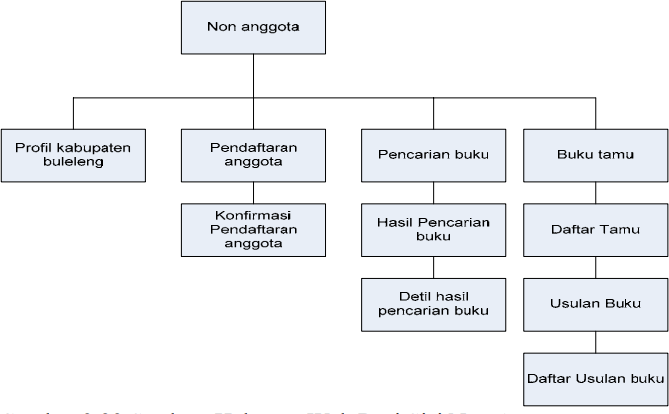 Non anggota
Profil kabupaten
buleleng
Pendaftaran
anggota
Pencarian buku
Buku tamu
Konfirmasi
Pendaftaran
anggota
Hasil Pencarian
buku
Daftar Tamu
Detil hasil
pencarian buku
Usulan Buku
Daftar Usulan buku